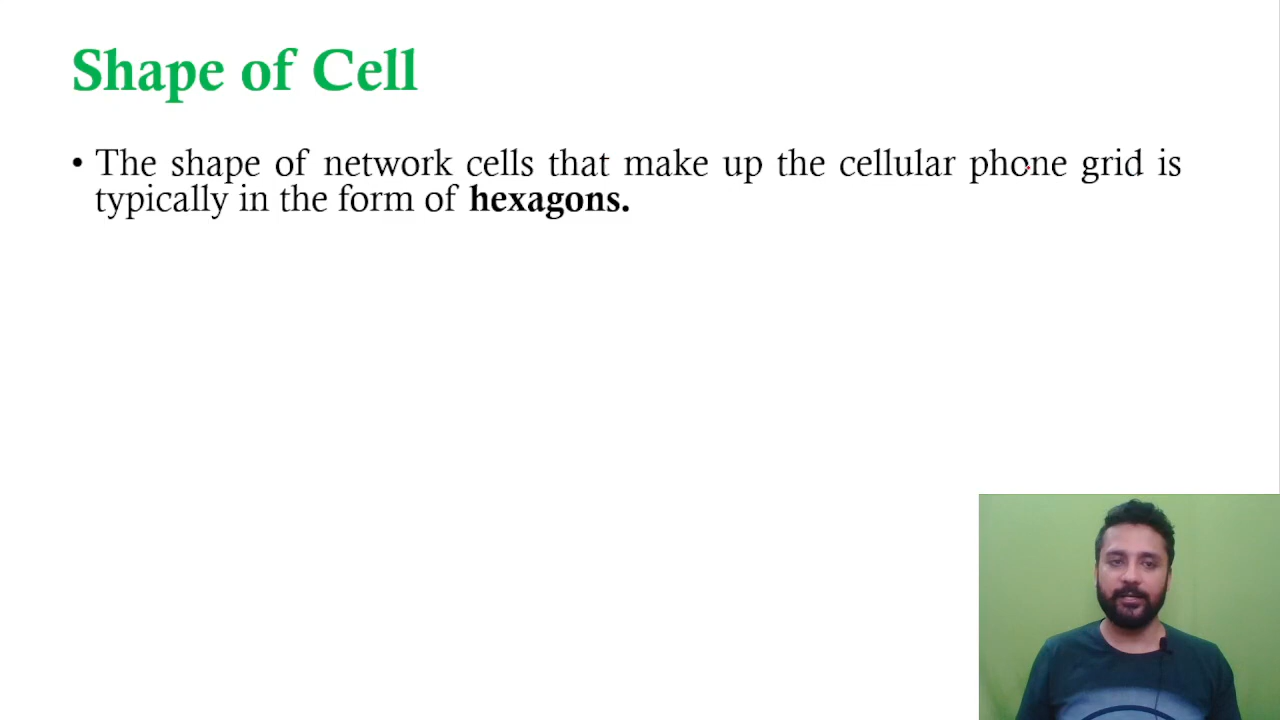 Shape of Cell
• The shape of network cells that make up the cellular phone grid is
typically in the form of hexagons.